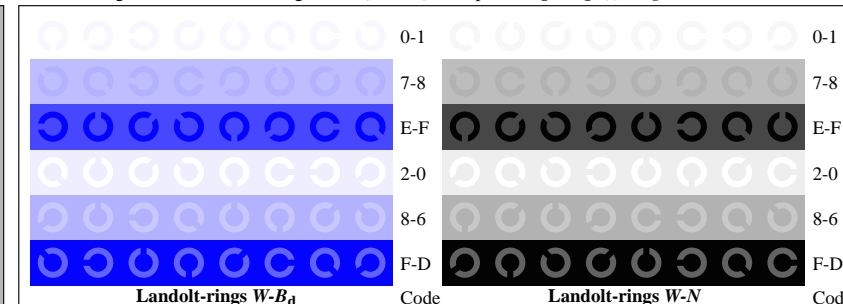 0-1 0-1
7-8 7-8
E-F E-F
2-0 2-0
8-6 8-6
F-D F-D
Landolt-rings W-Bd Code Landolt-rings W-N